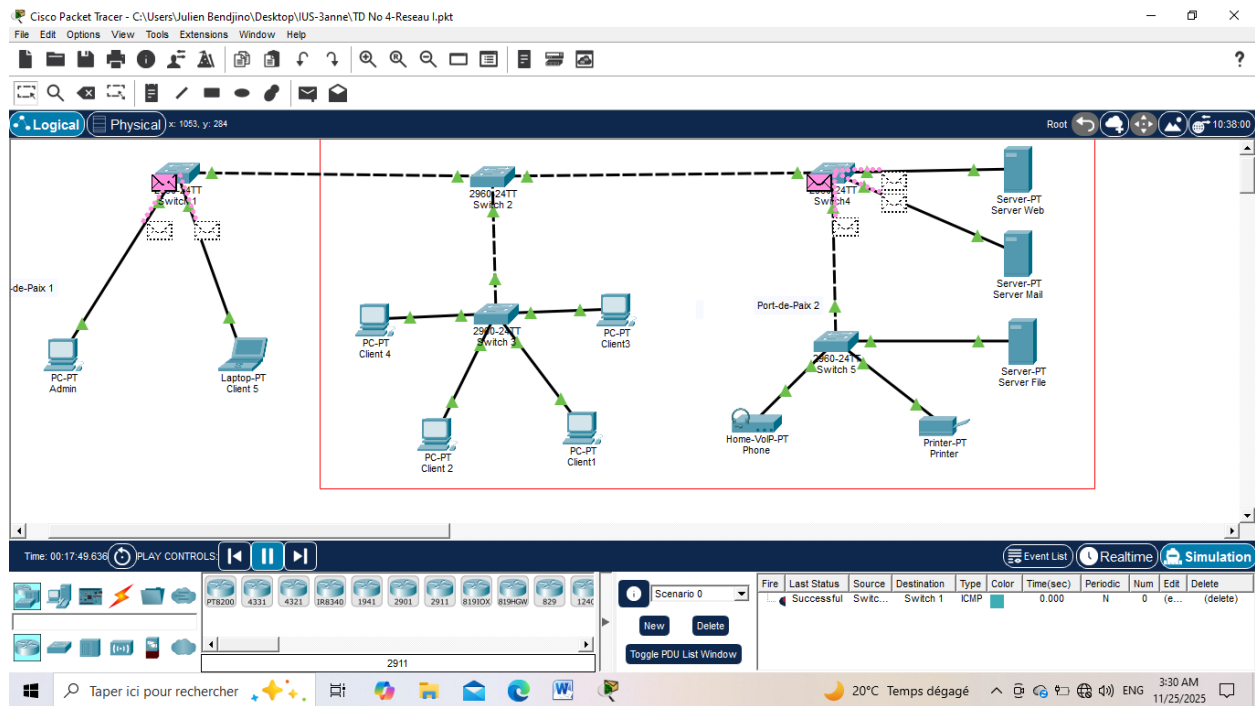 Cisco Packet Tracer - C:\Users\Julien Bendjino\Desktop\IUS-3anne\TD No 4-Reseau I.pkt
File Edit Options View Tools Extensions Window Help
?
Logical Physical x: 1053, y: 284 Root 10:38:00
2960-24TT
Switch 2
Switch 1
24TT
Switch4
Server-PT
Server Web
Server-PT
Server Mail
-de-Paix 1
Port-de-Paix 2
PC-PT
Client 4
2960-24TT
Switch 3
PC-PT
Client3
PC-PT
Admin
Laptop-PT
Client 5
2960-24TT
Switch 5
Server-PT
Server File
PC-PT
Client 2
PC-PT
Client1
Home-VoIP-PT
Phone
Printer-PT
Printer
Time: 00:17:49.636 PLAY CONTROLS: Event List Realtime Simulation
PT8200 4331 4321 IR8340 1941 2901 2911 819IOX 819HGW 829 1240
2911
Scenario 0
New Delete
Toggle PDU List Window
Fire Last Status Source Destination Type Color Time(sec) Periodic Num Edit Delete
Successful Switc... Switch 1 ICMP 0.000 N 0 (e... (delete)
Taper ici pour rechercher 20°C Temps dégagé ENG 3:30 AM
11/25/2025